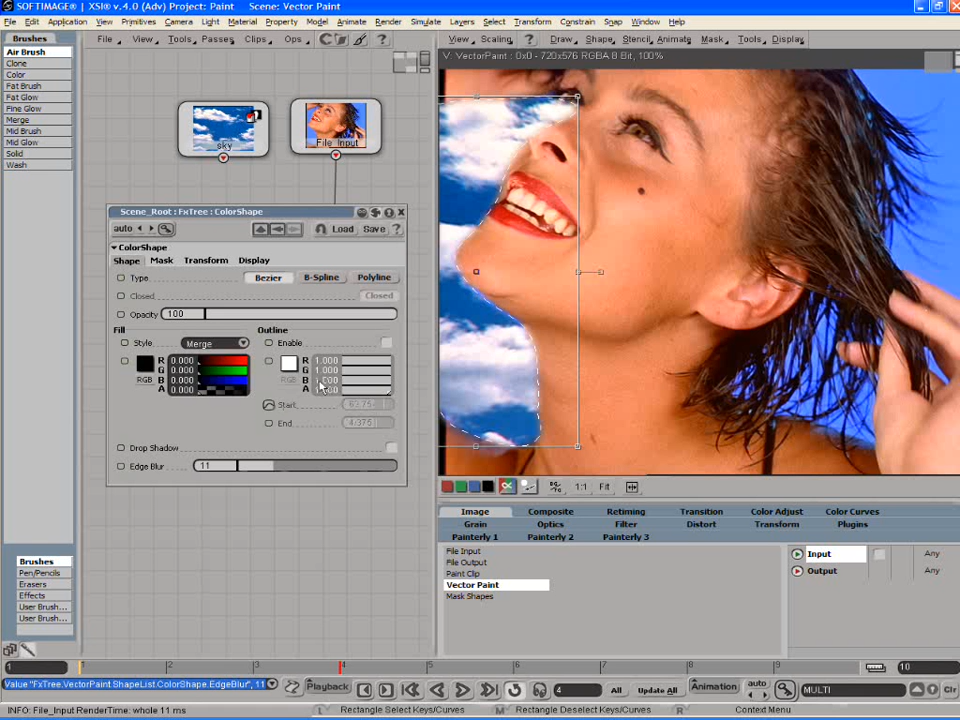 SOFTIMAGE® | XSI® v.4.0 (Adv) Project: Paint Scene: Vector Paint
File Edit Application View Primitives Camera Light Material Property Model Animate Render Simulate Layers Select Transform Constrain Snap Window Help
Brushes
Air Brush
Clone
Color
Fat Brush
Fat Glow
Fine Glow
Merge
Mid Brush
Mid Glow
Solid
Wash
Brushes
Pen/Pencils
Erasers
Effects
User Brush...
User Brush...
File View Tools Passes Clips Ops ?
sky
File_Input
Scene_Root : FxTree : ColorShape
auto Load Save ?
ColorShape
Shape Mask Transform Display
Type Bezier B-Spline Polyline
Closed Closed
Opacity 100
Fill Outline
Style Merge Enable
R 0.000 R 1.000
G 0.000 G 1.000
RGB B 0.000 RGB B
A 0.000 A
Start
End 4.375
Drop Shadow
Edge Blur 11
View Scaling ? Draw Shape Stencil Animate Mask Tools Display
V: VectorPaint : 0x0 - 720x576 RGBA 8 Bit, 100%
1:1 Fit
Image Composite Retiming Transition Color Adjust Color Curves
Grain Optics Filter Distort Transform Plugins
Painterly 1 Painterly 2 Painterly 3
File Input
File Output
Paint Clip
Vector Paint
Mask Shapes
Input Any
Output Any
1 1 2 3 4 5 6 7 8 9 10
Value "FxTree.VectorPaint.ShapeList.ColorShape.EdgeBlur", 11
Playback 4 All Update All Animation auto MULTI Clr
INFO: File_Input RenderTime: whole 11 ms
L Rectangle Select Keys/Curves M Rectangle Deselect Keys/Curves R Context Menu